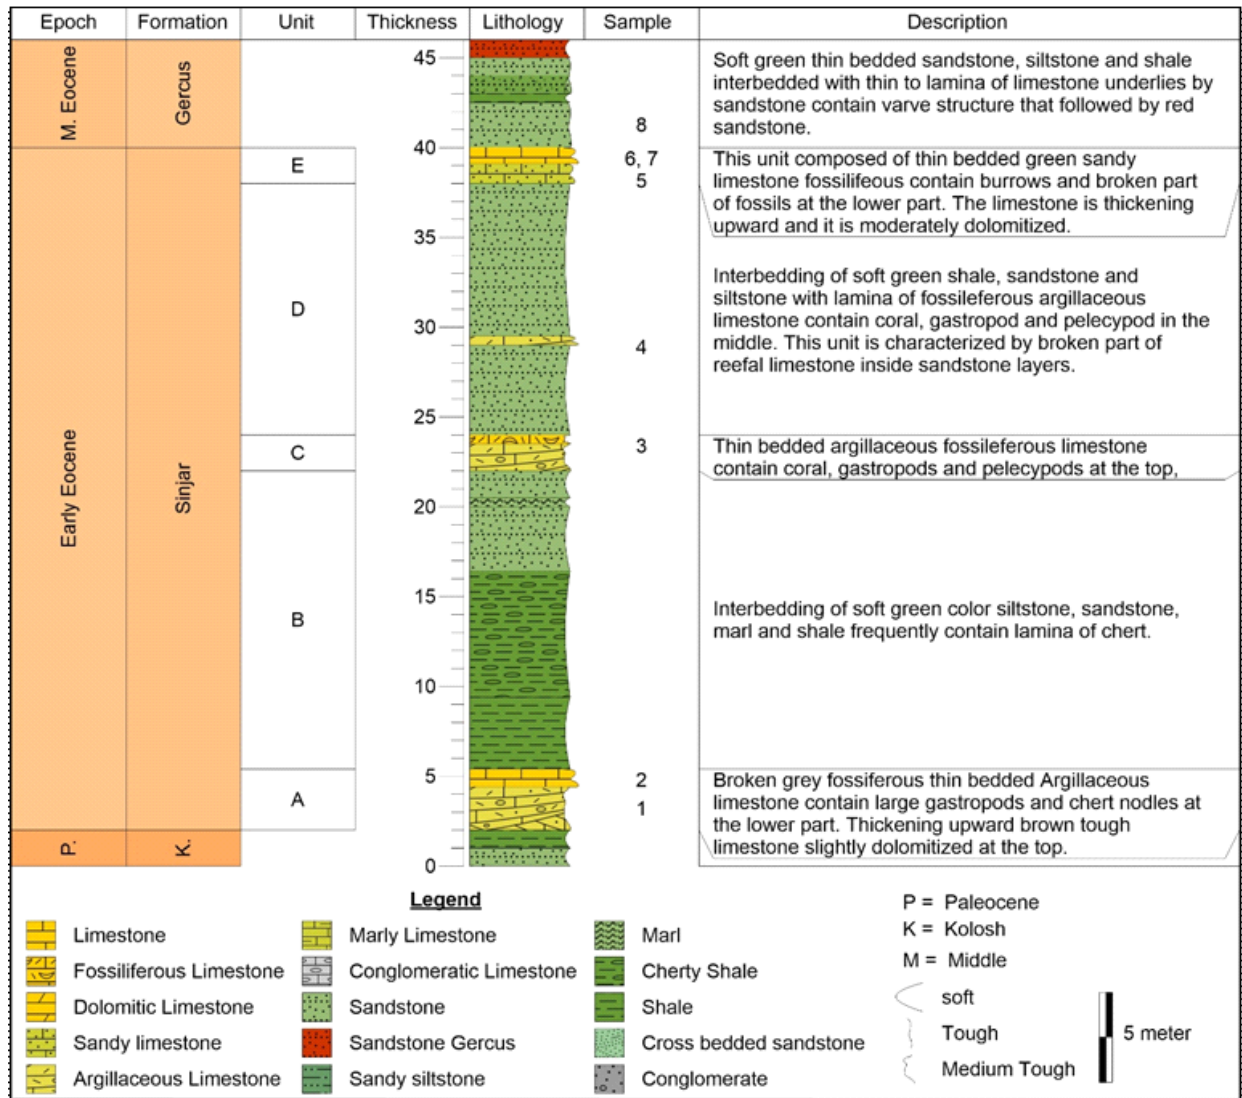 Epoch Formation Unit Thickness Lithology Sample Description
M. Eocene
Gercus
Soft green thin bedded sandstone, siltstone and shale
interbedded with thin to lamina of limestone underlies by
sandstone contain varve structure that followed by red
sandstone.
45
8
40
Early Eocene
Sinjar
E
6, 7
5
This unit composed of thin bedded green sandy
limestone fossilifeous contain burrows and broken part
of fossils at the lower part. The limestone is thickening
upward and it is moderately dolomitized.
35
D
30
4
Interbedding of soft green shale, sandstone and
siltstone with lamina of fossileferous argillaceous
limestone contain coral, gastropod and pelecypod in the
middle. This unit is characterized by broken part of
reefal limestone inside sandstone layers.
25
C
3
Thin bedded argillaceous fossileferous limestone
contain coral, gastropods and pelecypods at the top,
20
B
15
10
Interbedding of soft green color siltstone, sandstone,
marl and shale frequently contain lamina of chert.
5
A
2
1
Broken grey fossiferous thin bedded Argillaceous
limestone contain large gastropods and chert nodles at
the lower part. Thickening upward brown tough
limestone slightly dolomitized at the top.
P.
K.
0
Legend
Limestone
Fossiliferous Limestone
Dolomitic Limestone
Sandy limestone
Argillaceous Limestone
Marly Limestone
Conglomeratic Limestone
Sandstone
Sandstone Gercus
Sandy siltstone
Marl
Cherty Shale
Shale
Cross bedded sandstone
Conglomerate
P = Paleocene
K = Kolosh
M = Middle
soft
Tough
Medium Tough
5 meter